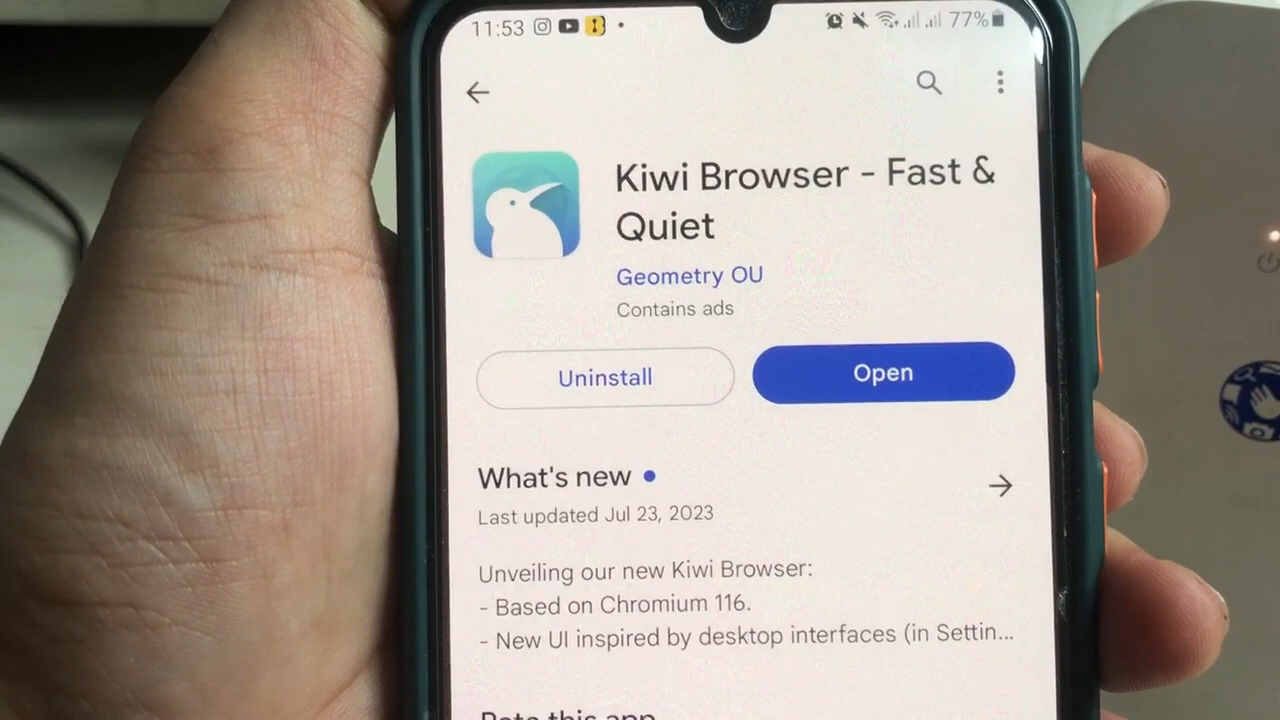 11:53
77%
Kiwi Browser - Fast &
Quiet
Geometry OU
Contains ads
Uninstall
Open
What's new
Last updated Jul 23, 2023
Unveiling our new Kiwi Browser:
- Based on Chromium 116.
- New UI inspired by desktop interfaces (in Settin...
Rate this app